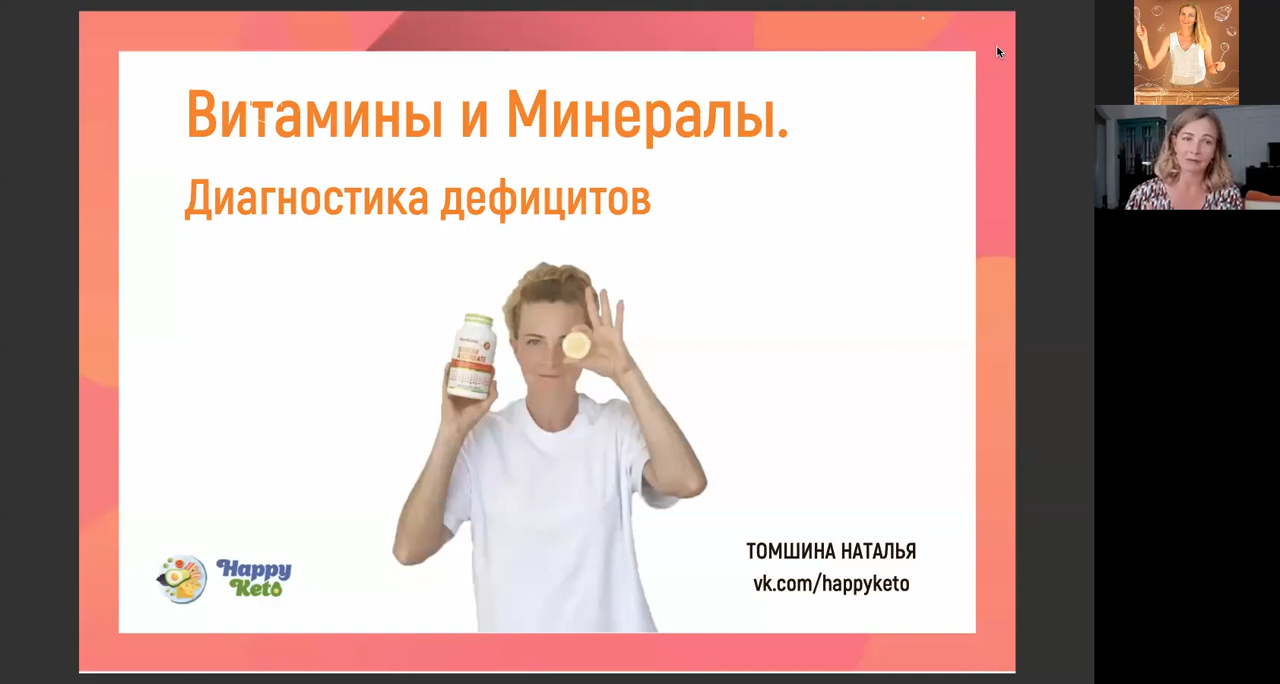 Витамины и Минералы.
Диагностика дефицитов
ТОМШИНА НАТАЛЬЯ
vk.com/happyketo
Happy
Keto